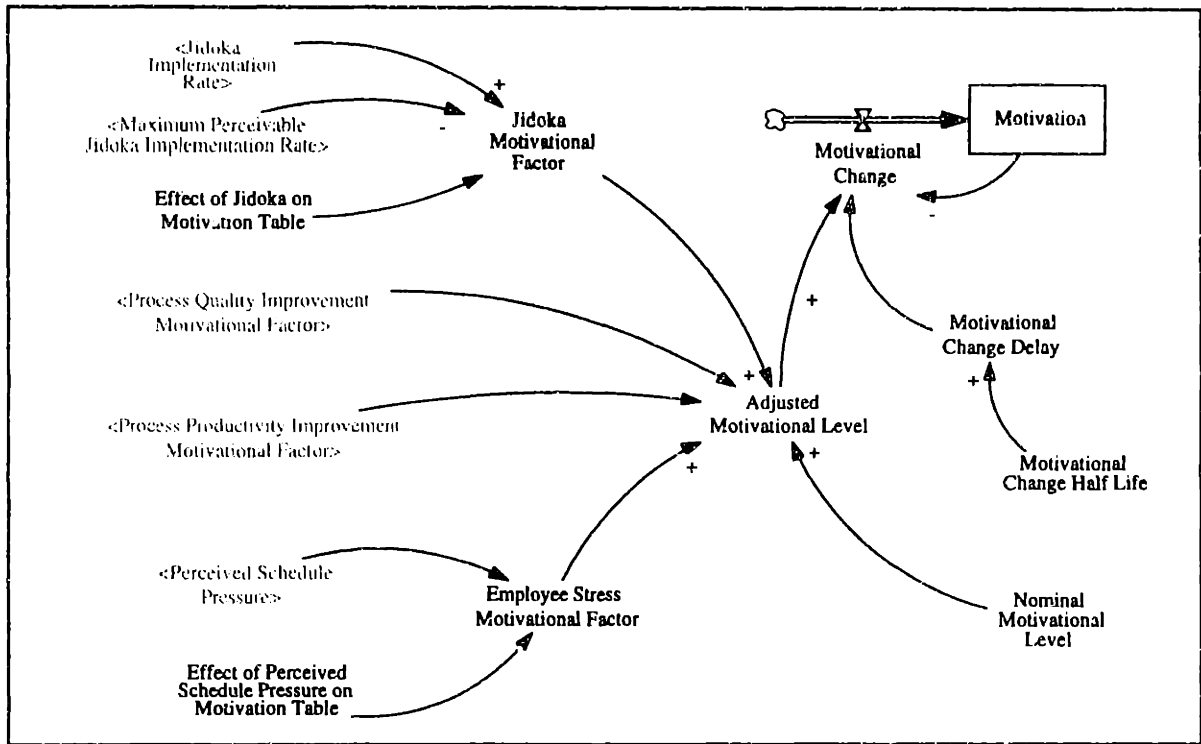 <Jidoka
Implementation
Rate>
+
<Maximum Perceivable
Jidoka Implementation Rate>
-
Jidoka
Motivational
Factor
Effect of Jidoka on
Motivation Table
Motivation
Motivational
Change
-
<Process Quality Improvement
Motivational Factor>
+
Motivational
Change Delay
+
+
Adjusted
Motivational Level
<Process Productivity Improvement
Motivational Factor>
+
+
Motivational
Change Half Life
<Perceived Schedule
Pressure>
Employee Stress
Motivational Factor
Nominal
Motivational
Level
Effect of Perceived
Schedule Pressure on
Motivation Table